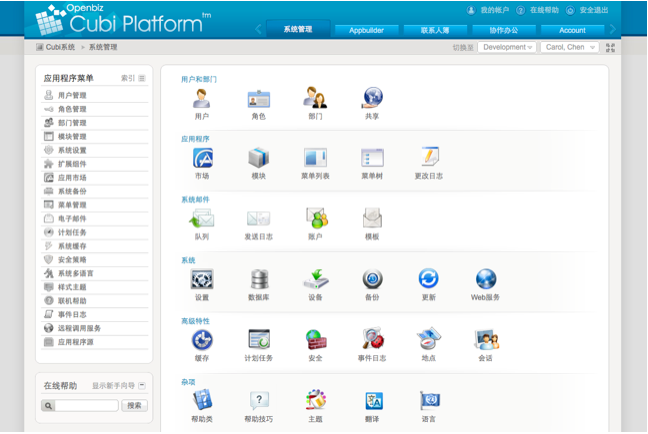 Openbiz
Cubi Platform™
我的帐户 在线帮助 安全退出
系统管理 Appbuilder 联系人簿 协作办公 Account
Cubi系统 > 系统管理
切换至 Development Carol, Chen
应用程序菜单 索引
用户管理
角色管理
部门管理
模块管理
系统设置
扩展组件
应用市场
系统备份
菜单管理
电子邮件
计划任务
系统缓存
安全策略
系统多语言
样式主题
联机帮助
事件日志
远程调用服务
应用程序源
在线帮助 显示新手向导
搜索
用户和部门
用户 角色 部门 共享
应用程序
市场 模块 菜单列表 菜单树 更改日志
系统邮件
队列 发送日志 账户 模板
系统
设置 数据库 设备 备份 更新 Web服务
高级特性
缓存 计划任务 安全 事件日志 地点 会话
杂项
帮助类 帮助技巧 主题 翻译 语言